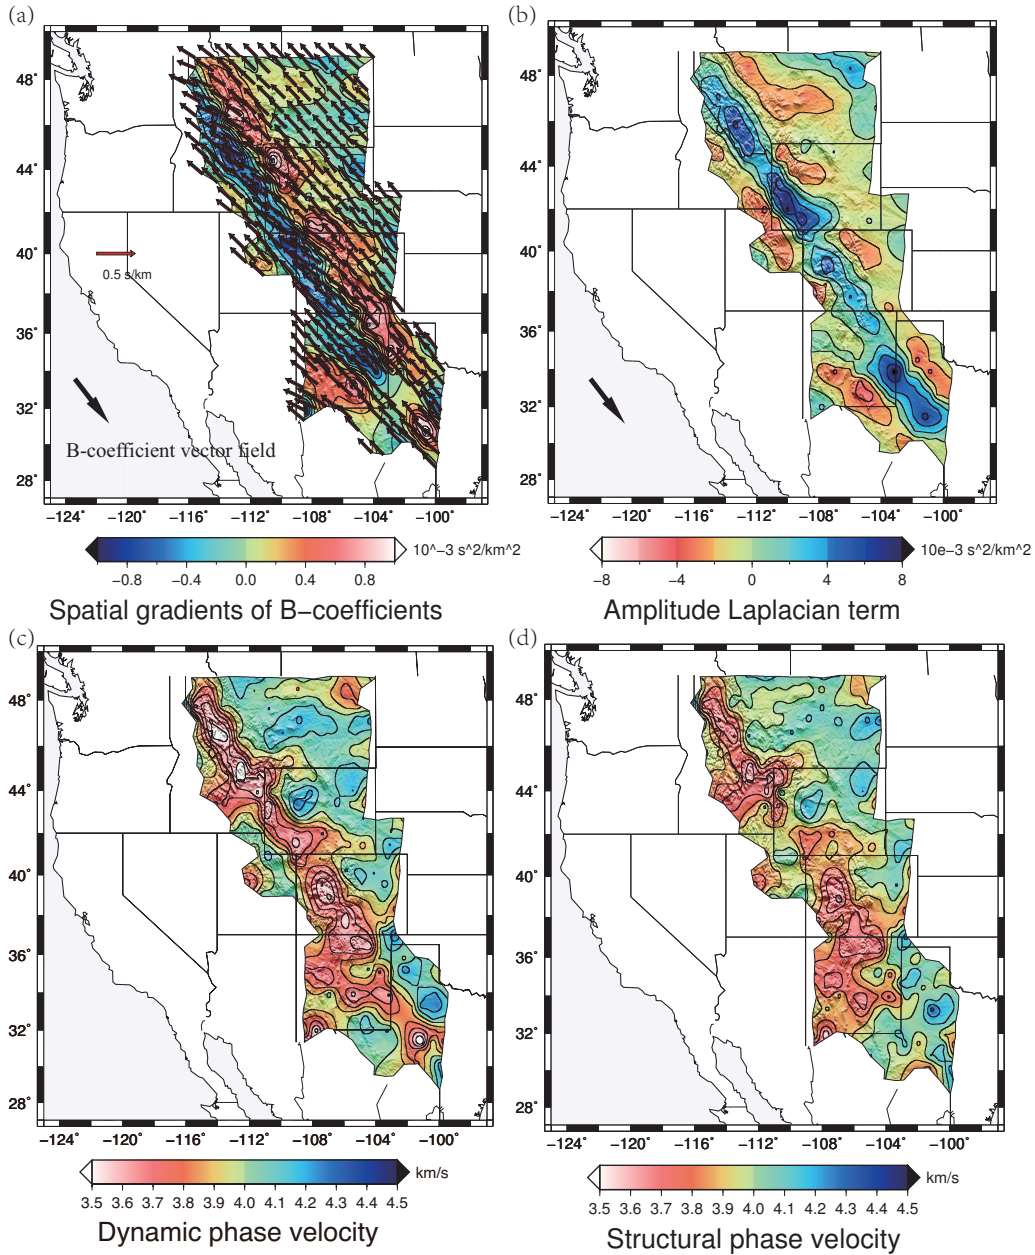 (a)
(b)
48°
44°
40°
36°
32°
28°
0.5 s/km
B-coefficient vector field
−124° −120° −116° −112° −108° −104° −100°
−0.8 −0.4 0.0 0.4 0.8
10^−3 s^2/km^2
Spatial gradients of B−coefficients
48°
44°
40°
36°
32°
28°
−124° −120° −116° −112° −108° −104° −100°
−8 −4 0 4 8
10e−3 s^2/km^2
Amplitude Laplacian term
(c)
(d)
48°
44°
40°
36°
32°
28°
−124° −120° −116° −112° −108° −104° −100°
3.5 3.6 3.7 3.8 3.9 4.0 4.1 4.2 4.3 4.4 4.5
km/s
Dynamic phase velocity
48°
44°
40°
36°
32°
28°
−124° −120° −116° −112° −108° −104° −100°
3.5 3.6 3.7 3.8 3.9 4.0 4.1 4.2 4.3 4.4 4.5
km/s
Structural phase velocity